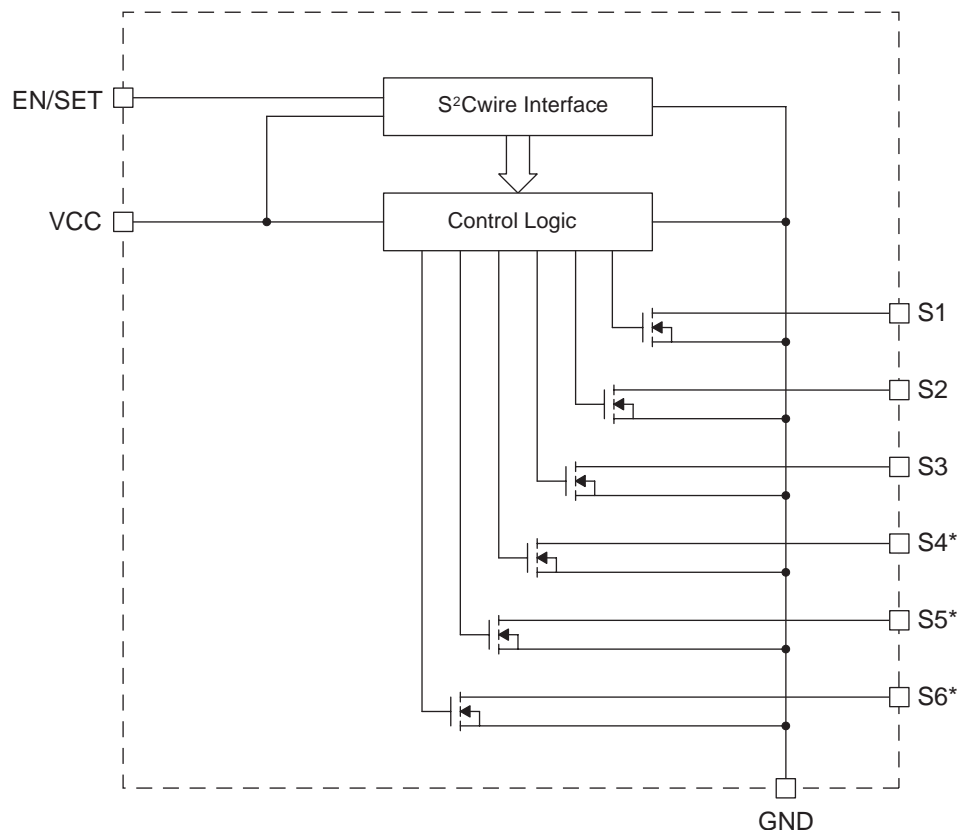 EN/SET
S²Cwire Interface
VCC
Control Logic
S1
S2
S3
S4*
S5*
S6*
GND